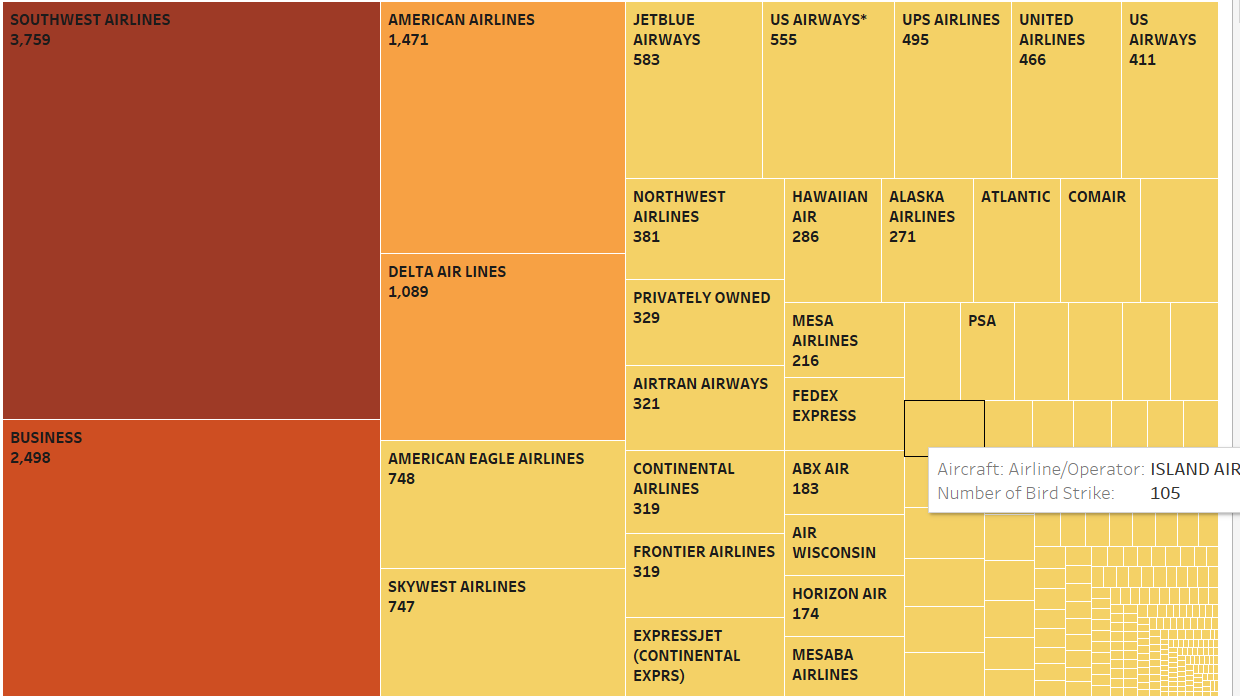 SOUTHWEST AIRLINES
3,759
BUSINESS
2,498
AMERICAN AIRLINES
1,471
DELTA AIR LINES
1,089
AMERICAN EAGLE AIRLINES
748
SKYWEST AIRLINES
747
JETBLUE
AIRWAYS
583
US AIRWAYS*
555
UPS AIRLINES
495
UNITED
AIRLINES
466
US
AIRWAYS
411
NORTHWEST
AIRLINES
381
PRIVATELY OWNED
329
AIRTRAN AIRWAYS
321
CONTINENTAL
AIRLINES
319
FRONTIER AIRLINES
319
EXPRESSJET
(CONTINENTAL
EXPRS)
HAWAIIAN
AIR
286
ALASKA
AIRLINES
271
ATLANTIC
COMAIR
MESA
AIRLINES
216
PSA
FEDEX
EXPRESS
ABX AIR
183
AIR
WISCONSIN
HORIZON AIR
174
MESABA
AIRLINES
Aircraft: Airline/Operator: ISLAND AIR
Number of Bird Strike: 105